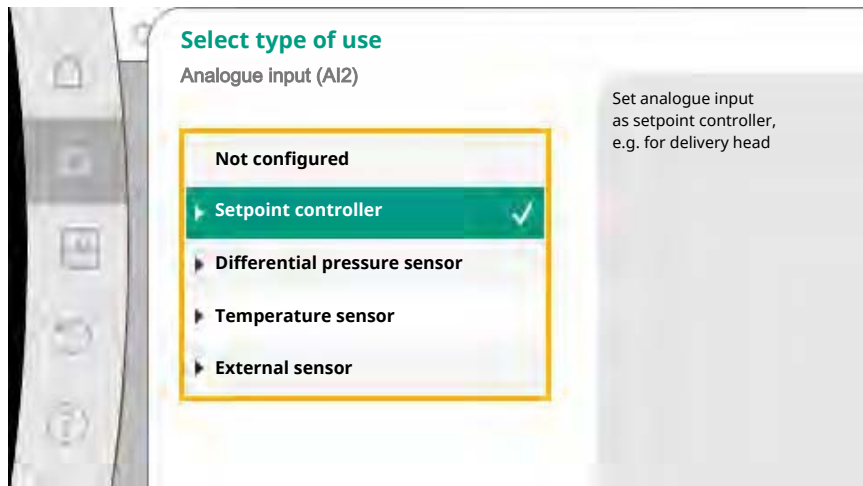 Select type of use
Analogue input (AI2)
Set analogue input
as setpoint controller,
e.g. for delivery head
Not configured
Setpoint controller
Differential pressure sensor
Temperature sensor
External sensor